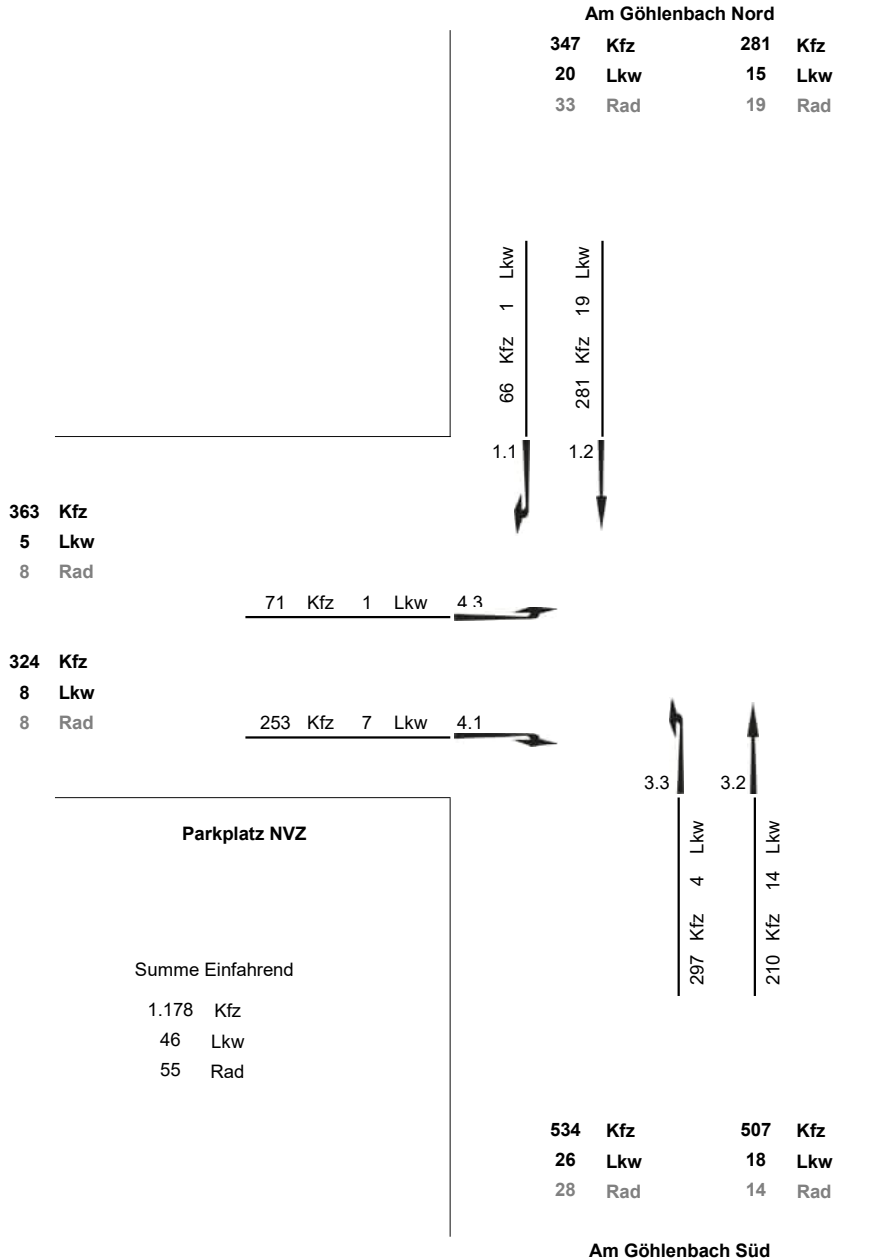 Am Göhlenbach Nord
347 Kfz 281 Kfz
20 Lkw 15 Lkw
33 Rad 19 Rad
66 Kfz 1 Lkw
281 Kfz 19 Lkw
1.1 1.2
363 Kfz
5 Lkw
8 Rad
71 Kfz 1 Lkw 4.3
324 Kfz
8 Lkw
8 Rad
253 Kfz 7 Lkw 4.1
3.3 3.2
297 Kfz 4 Lkw
210 Kfz 14 Lkw
Parkplatz NVZ
Summe Einfahrend
1.178 Kfz
46 Lkw
55 Rad
534 Kfz 507 Kfz
26 Lkw 18 Lkw
28 Rad 14 Rad
Am Göhlenbach Süd